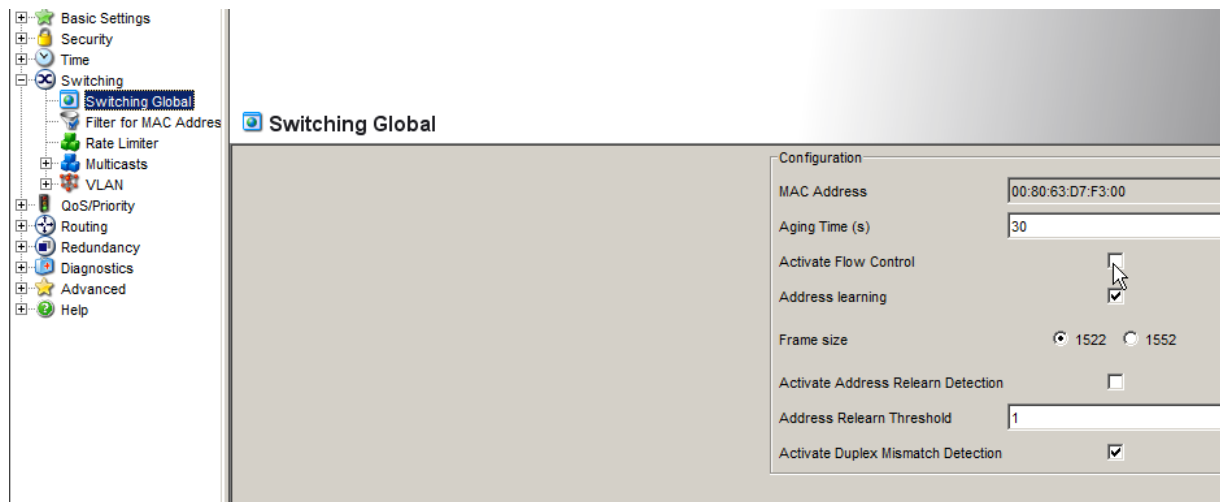 Basic Settings
Security
Time
Switching
Switching Global
Filter for MAC Addres
Rate Limiter
Multicasts
VLAN
QoS/Priority
Routing
Redundancy
Diagnostics
Advanced
Help
Switching Global
Configuration
MAC Address 00:80:63:D7:F3:00
Aging Time (s) 30
Activate Flow Control
Address learning
Frame size 1522 1552
Activate Address Relearn Detection
Address Relearn Threshold 1
Activate Duplex Mismatch Detection